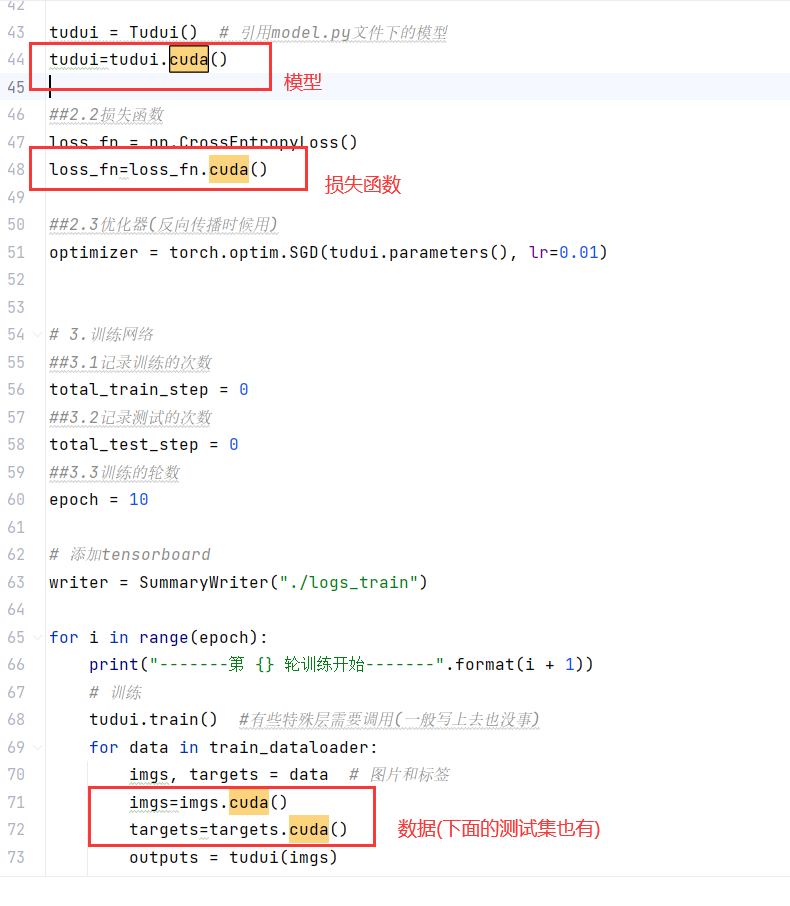 42
43 tudui = Tudui()  # 引用model.py文件下的模型
44 tudui=tudui.cuda()
模型
45
46 ##2.2损失函数
47 loss_fn = nn.CrossEntropyLoss()
48 loss_fn=loss_fn.cuda()
损失函数
49
50 ##2.3优化器(反向传播时候用)
51 optimizer = torch.optim.SGD(tudui.parameters(), lr=0.01)
52
53
54 # 3.训练网络
55 ##3.1记录训练的次数
56 total_train_step = 0
57 ##3.2记录测试的次数
58 total_test_step = 0
59 ##3.3训练的轮数
60 epoch = 10
61
62 # 添加tensorboard
63 writer = SummaryWriter("./logs_train")
64
65 for i in range(epoch):
66     print("-------第 {} 轮训练开始-------".format(i + 1))
67     # 训练
68     tudui.train()  #有些特殊层需要调用(一般写上去也没事)
69     for data in train_dataloader:
70         imgs, targets = data  # 图片和标签
71         imgs=imgs.cuda()
72         targets=targets.cuda()
数据(下面的测试集也有)
73         outputs = tudui(imgs)